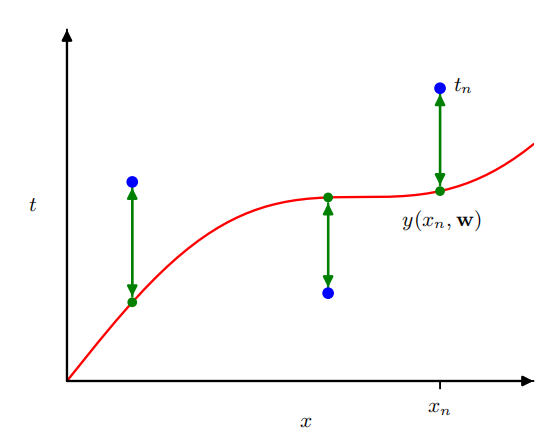 t_n
t
y(x_n, w)
x_n
x